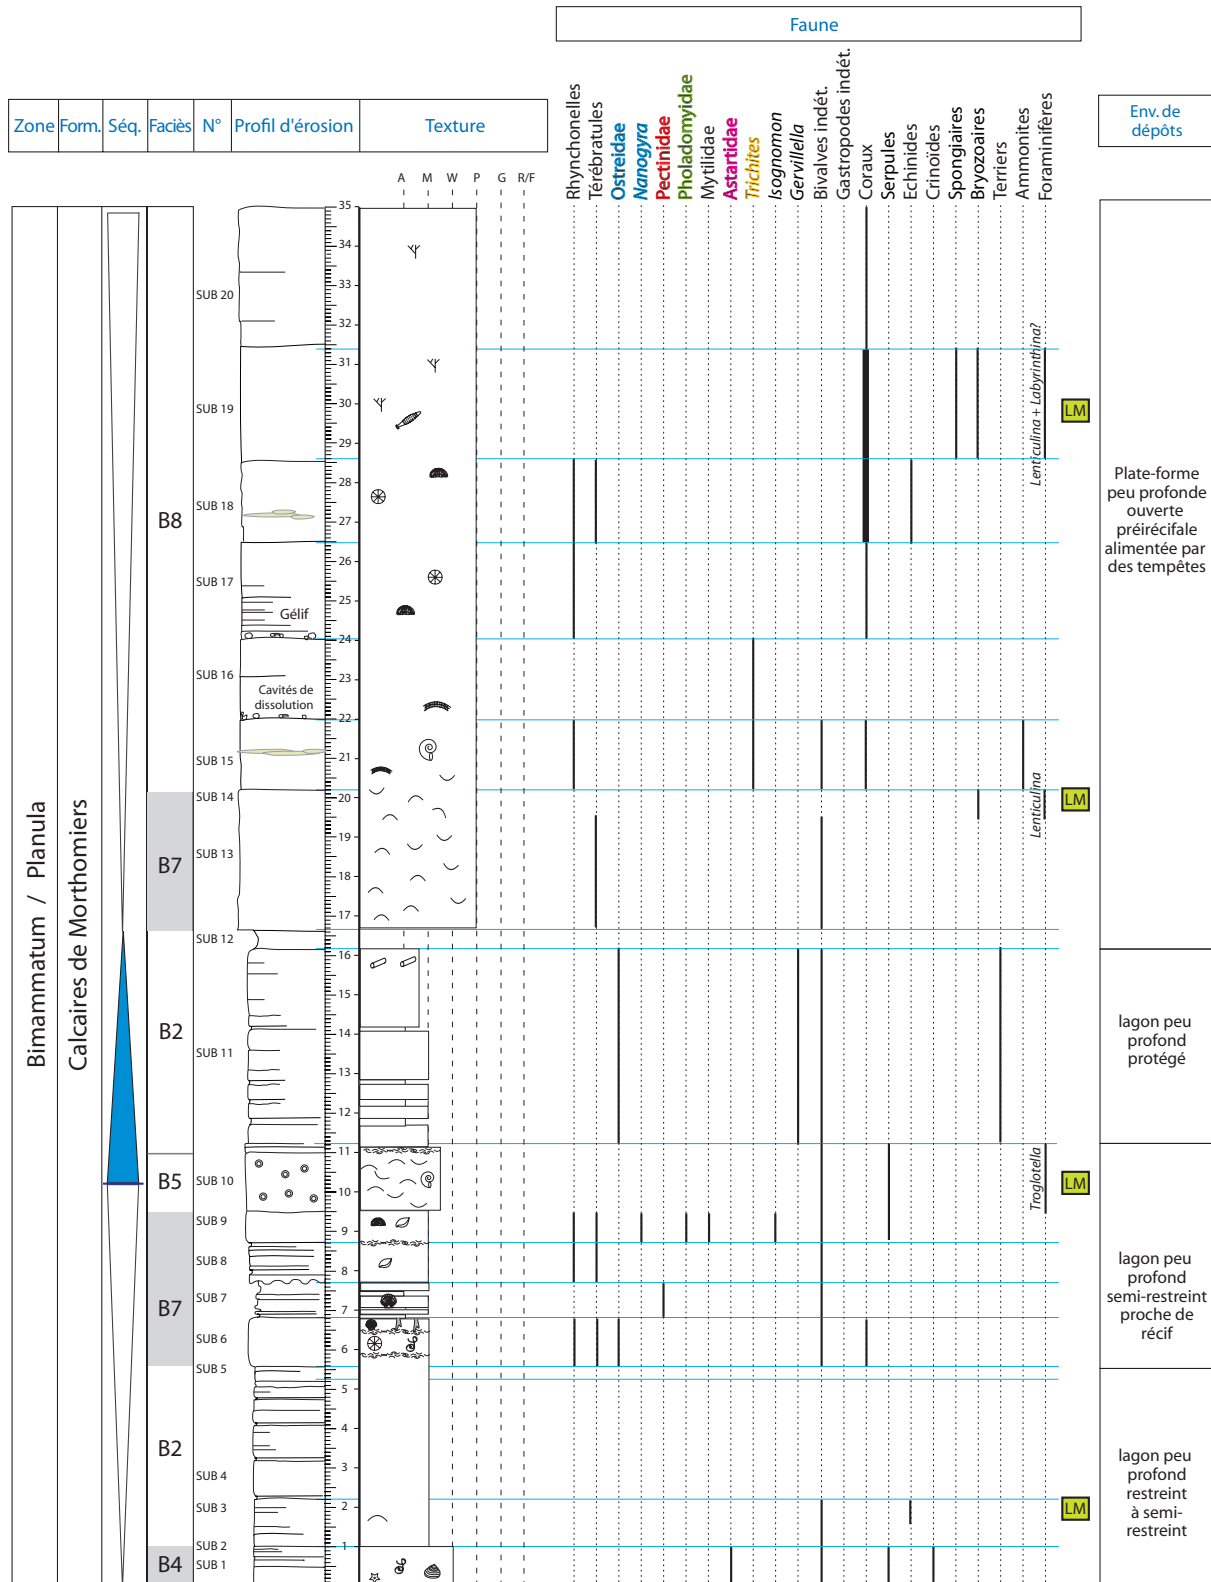 Faune
Zone
Form.
Séq.
Faciès
N°
Profil d'érosion
Texture
Rhynchonelles
Térébratules
Ostreidae
Nanogyra
Pectinidae
Pholadomyidae
Mytilidae
Astartidae
Trichites
Isognomon
Gervillella
Bivalves indét.
Gastropodes indét.
Coraux
Serpules
Echinides
Crinoïdes
Spongiaires
Bryozoaires
Terriers
Ammonites
Foraminifères
Env. de
dépôts
A M W P G R/F
Bimammatum / Planula
Calcaires de Morthomiers
B8
B7
B2
B5
B7
B2
B4
SUB 20
SUB 19
SUB 18
SUB 17
SUB 16
SUB 15
SUB 14
SUB 13
SUB 12
SUB 11
SUB 10
SUB 9
SUB 8
SUB 7
SUB 6
SUB 5
SUB 4
SUB 3
SUB 2
SUB 1
Gélif
Cavités de
dissolution
35
34
33
32
31
30
29
28
27
26
25
24
23
22
21
20
19
18
17
16
15
14
13
12
11
10
9
8
7
6
5
4
3
2
1
Lenticulina + Labyrinthina?
Lenticulina
Troglotella
LM
LM
LM
LM
Plate-forme
peu profonde
ouverte
préirécifale
alimentée par
des tempêtes
lagon peu
profond
protégé
lagon peu
profond
semi-restreint
proche de
récif
lagon peu
profond
restreint
à semi-
restreint